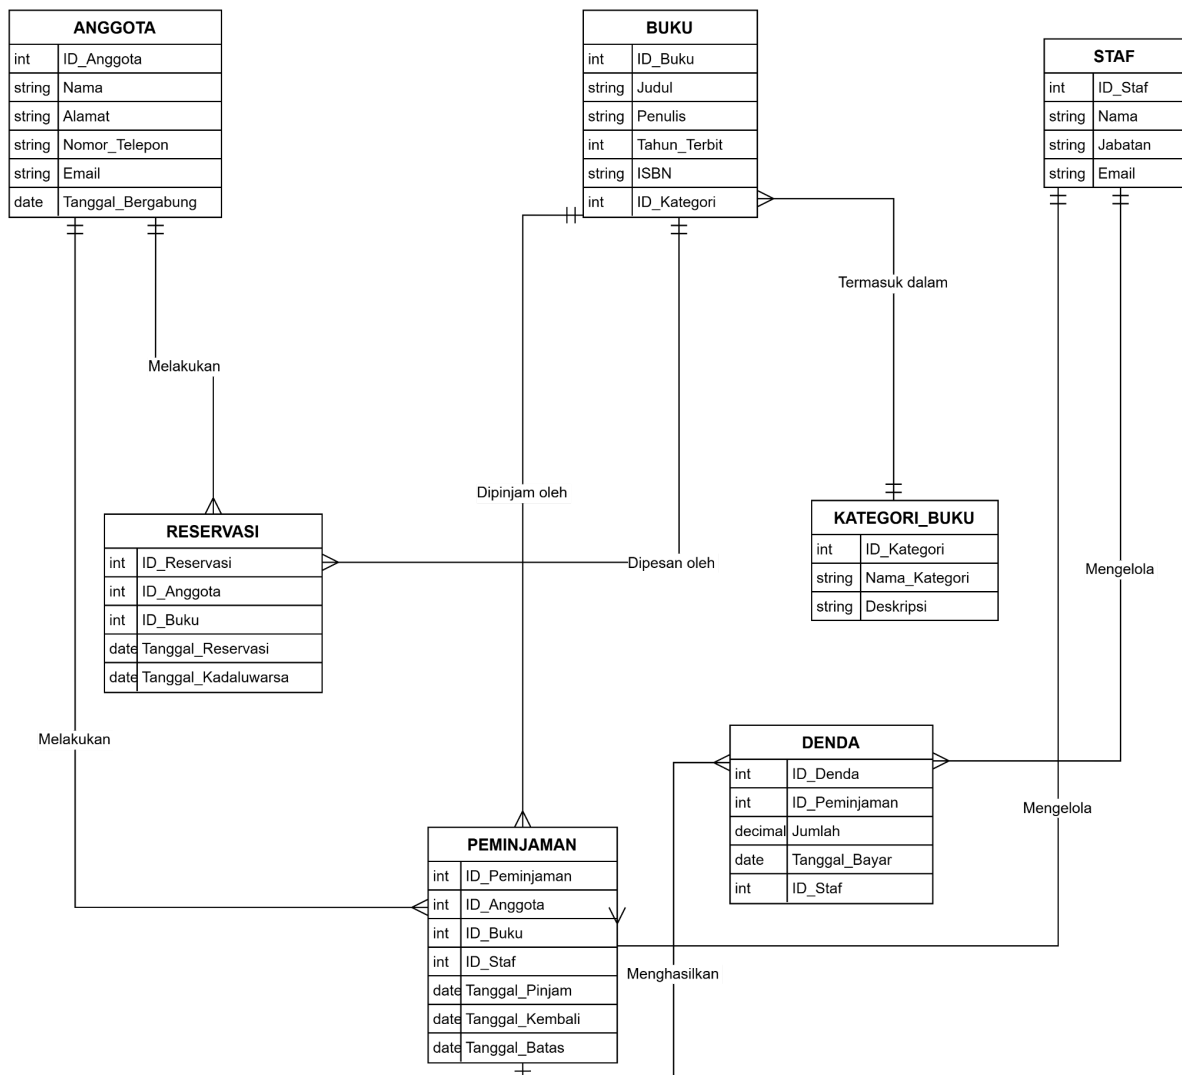 ANGGOTA
int ID_Anggota
string Nama
string Alamat
string Nomor_Telepon
string Email
date Tanggal_Bergabung
BUKU
int ID_Buku
string Judul
string Penulis
int Tahun_Terbit
string ISBN
int ID_Kategori
STAF
int ID_Staf
string Nama
string Jabatan
string Email
Termasuk dalam
Melakukan
Dipinjam oleh
RESERVASI
int ID_Reservasi
int ID_Anggota
int ID_Buku
date Tanggal_Reservasi
date Tanggal_Kadaluwarsa
Dipesan oleh
KATEGORI_BUKU
int ID_Kategori
string Nama_Kategori
string Deskripsi
Mengelola
Melakukan
DENDA
int ID_Denda
int ID_Peminjaman
decimal Jumlah
date Tanggal_Bayar
int ID_Staf
Mengelola
PEMINJAMAN
int ID_Peminjaman
int ID_Anggota
int ID_Buku
int ID_Staf
date Tanggal_Pinjam
date Tanggal_Kembali
date Tanggal_Batas
Menghasilkan